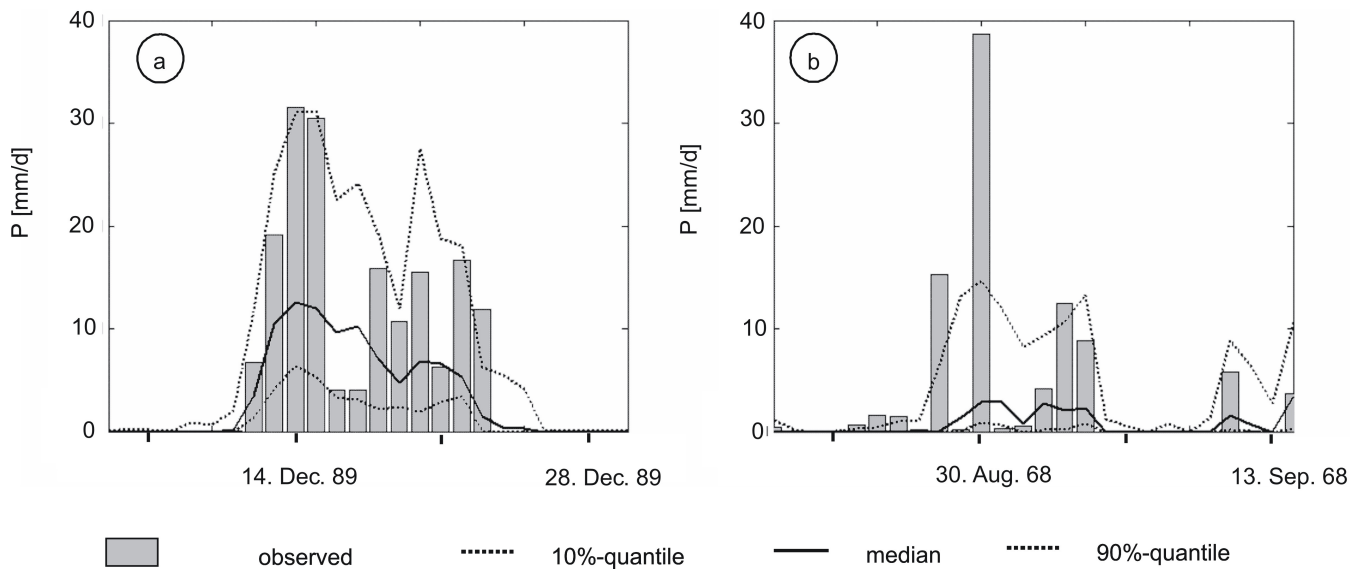 a
P [mm/d]
40
30
20
10
0
14. Dec. 89
28. Dec. 89
b
P [mm/d]
40
30
20
10
0
30. Aug. 68
13. Sep. 68
observed
10%-quantile
median
90%-quantile